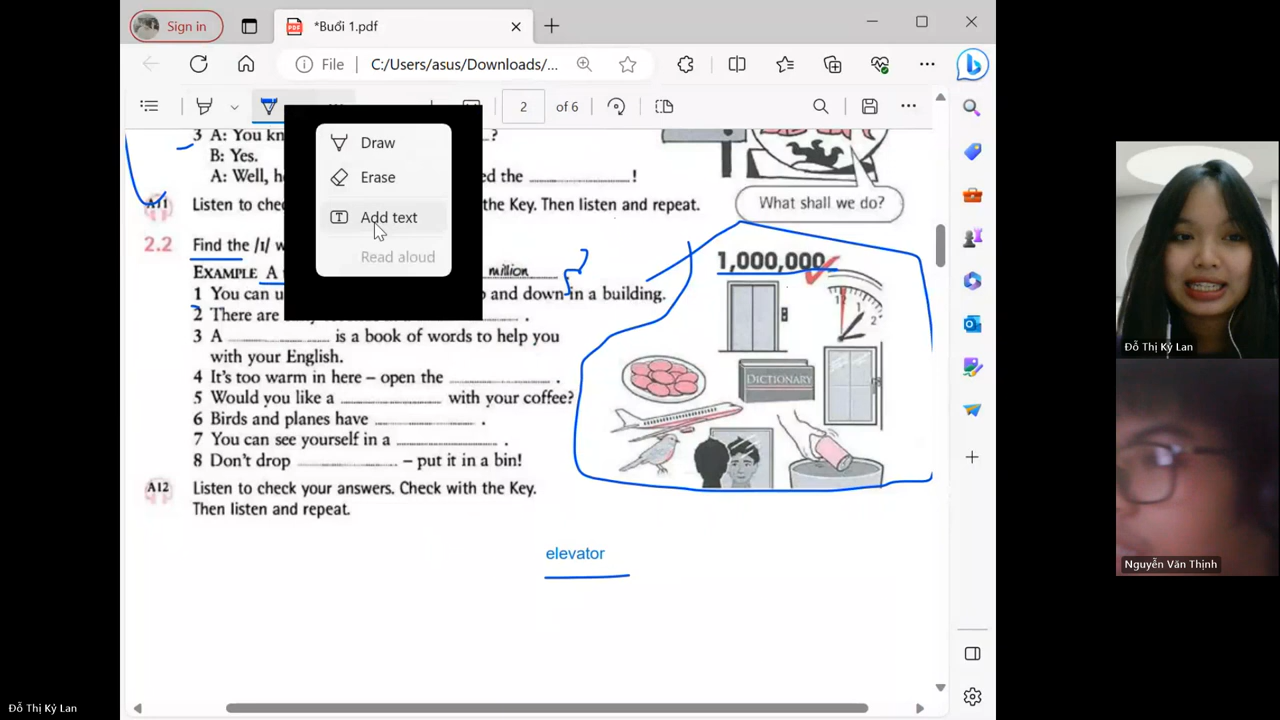 Sign in
*Buổi 1.pdf
File
C:/Users/asus/Downloads/...
2
of 6
3 A: You kn ?
B: Yes.
A: Well, h ed the !
What shall we do?
A11 Listen to che the Key. Then listen and repeat.
2.2 Find the /ɪ/ w
EXAMPLE A million
1 You can u and down in a building.
2 There are .
3 A is a book of words to help you
with your English.
4 It's too warm in here – open the .
5 Would you like a with your coffee?
6 Birds and planes have .
7 You can see yourself in a .
8 Don't drop – put it in a bin!
A12 Listen to check your answers. Check with the Key.
Then listen and repeat.
Draw
Erase
Add text
Read aloud
1,000,000
1
2
DICTIONARY
elevator
Đỗ Thị Kỷ Lan
Nguyễn Văn Thịnh
Đỗ Thị Kỷ Lan